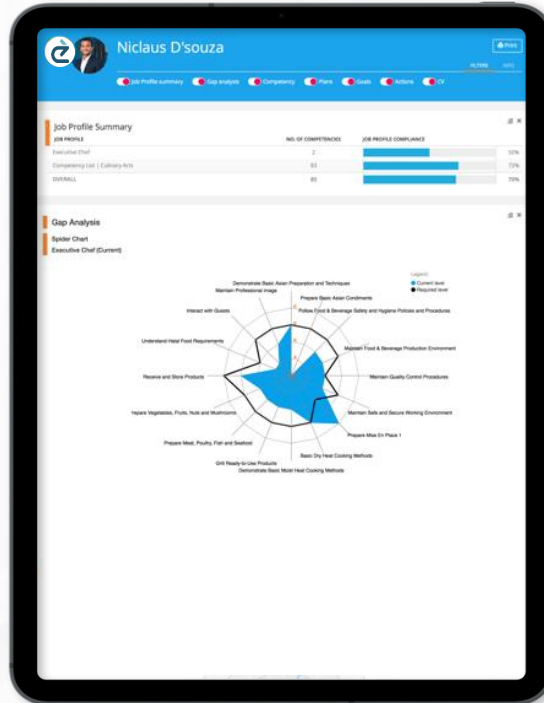 è
Niclaus D'souza
Print
FILTERS INFO
Job Profile summary Gap analysis Competency Plans Goals Actions CV
Job Profile Summary
JOB PROFILE NO. OF COMPETENCIES JOB PROFILE COMPLIANCE
Executive Chef 2 50%
Competency List | Culinary Arts 83 72%
OVERALL 85 70%
Gap Analysis
Spider Chart
Executive Chef (Current)
Legend
Current level
Required level
Demonstrate Basic Asian Preparation and Techniques
Maintain Professional Image
Prepare Basic Asian Condiments
Interact with Guests
Follow Food & Beverage Safety and Hygiene Policies and Procedures
Understand Halal Food Requirements
Maintain Food & Beverage Production Environment
Receive and Store Products
Maintain Quality Control Procedures
repare Vegetables, Fruits, Nuts and Mushrooms
Maintain Safe and Secure Working Environment
Prepare Meat, Poultry, Fish and Seafood
Prepare Mise En Place 1
Grill Ready-to-Use Products
Basic Dry Heat Cooking Methods
Demonstrate Basic Moist Heat Cooking Methods